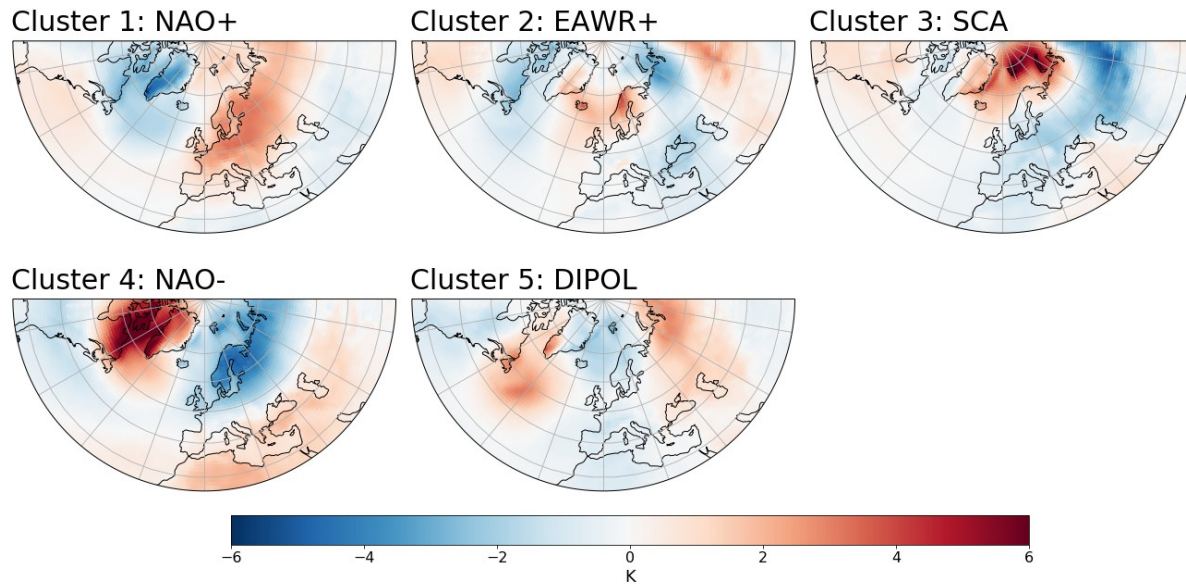 Cluster 1: NAO+
Cluster 2: EAWR+
Cluster 3: SCA
Cluster 4: NAO-
Cluster 5: DIPOL
−6 −4 −2 0 2 4 6
K